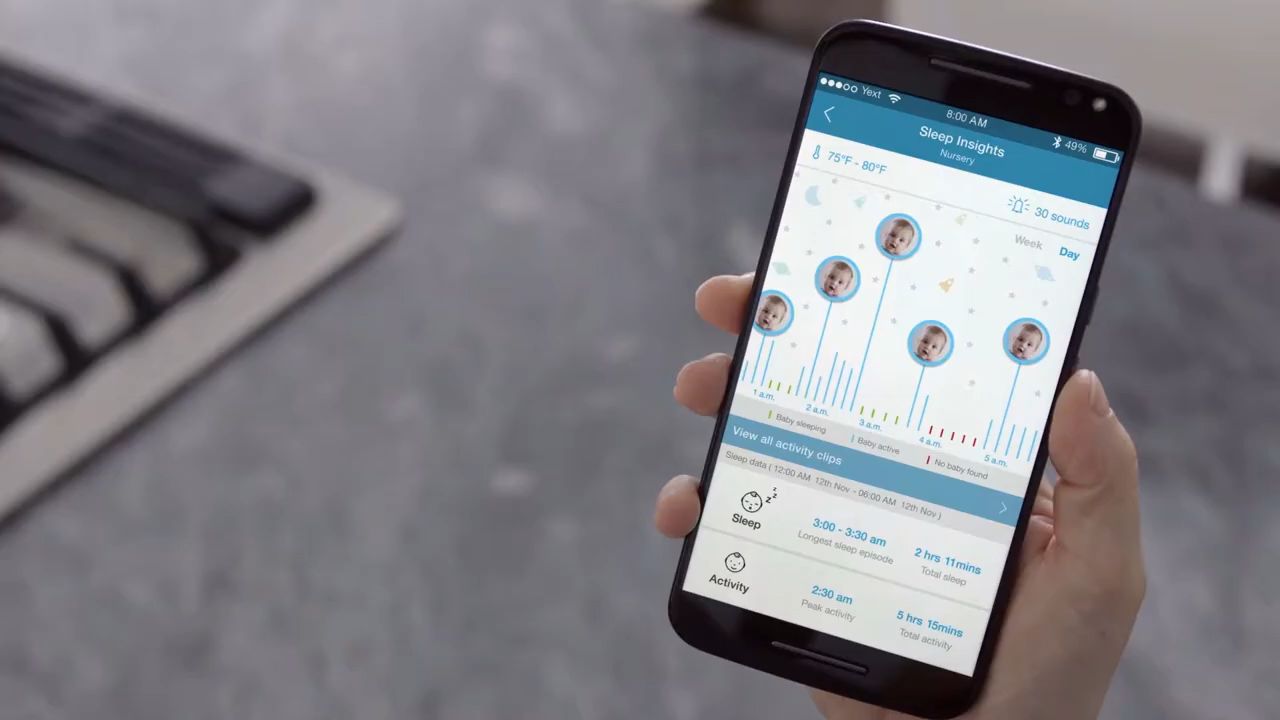 Yext 8:00 AM 49%
Sleep Insights
Nursery
75°F - 80°F
30 sounds
Week Day
1 a.m. 2 a.m. 3 a.m. 4 a.m. 5 a.m.
Baby sleeping Baby active No baby found
View all activity clips
Sleep data ( 12:00 AM 12th Nov - 06:00 AM 12th Nov )
z z z
Sleep
3:00 - 3:30 am
Longest sleep episode
2 hrs 11mins
Total sleep
Activity
2:30 am
Peak activity
5 hrs 15mins
Total activity